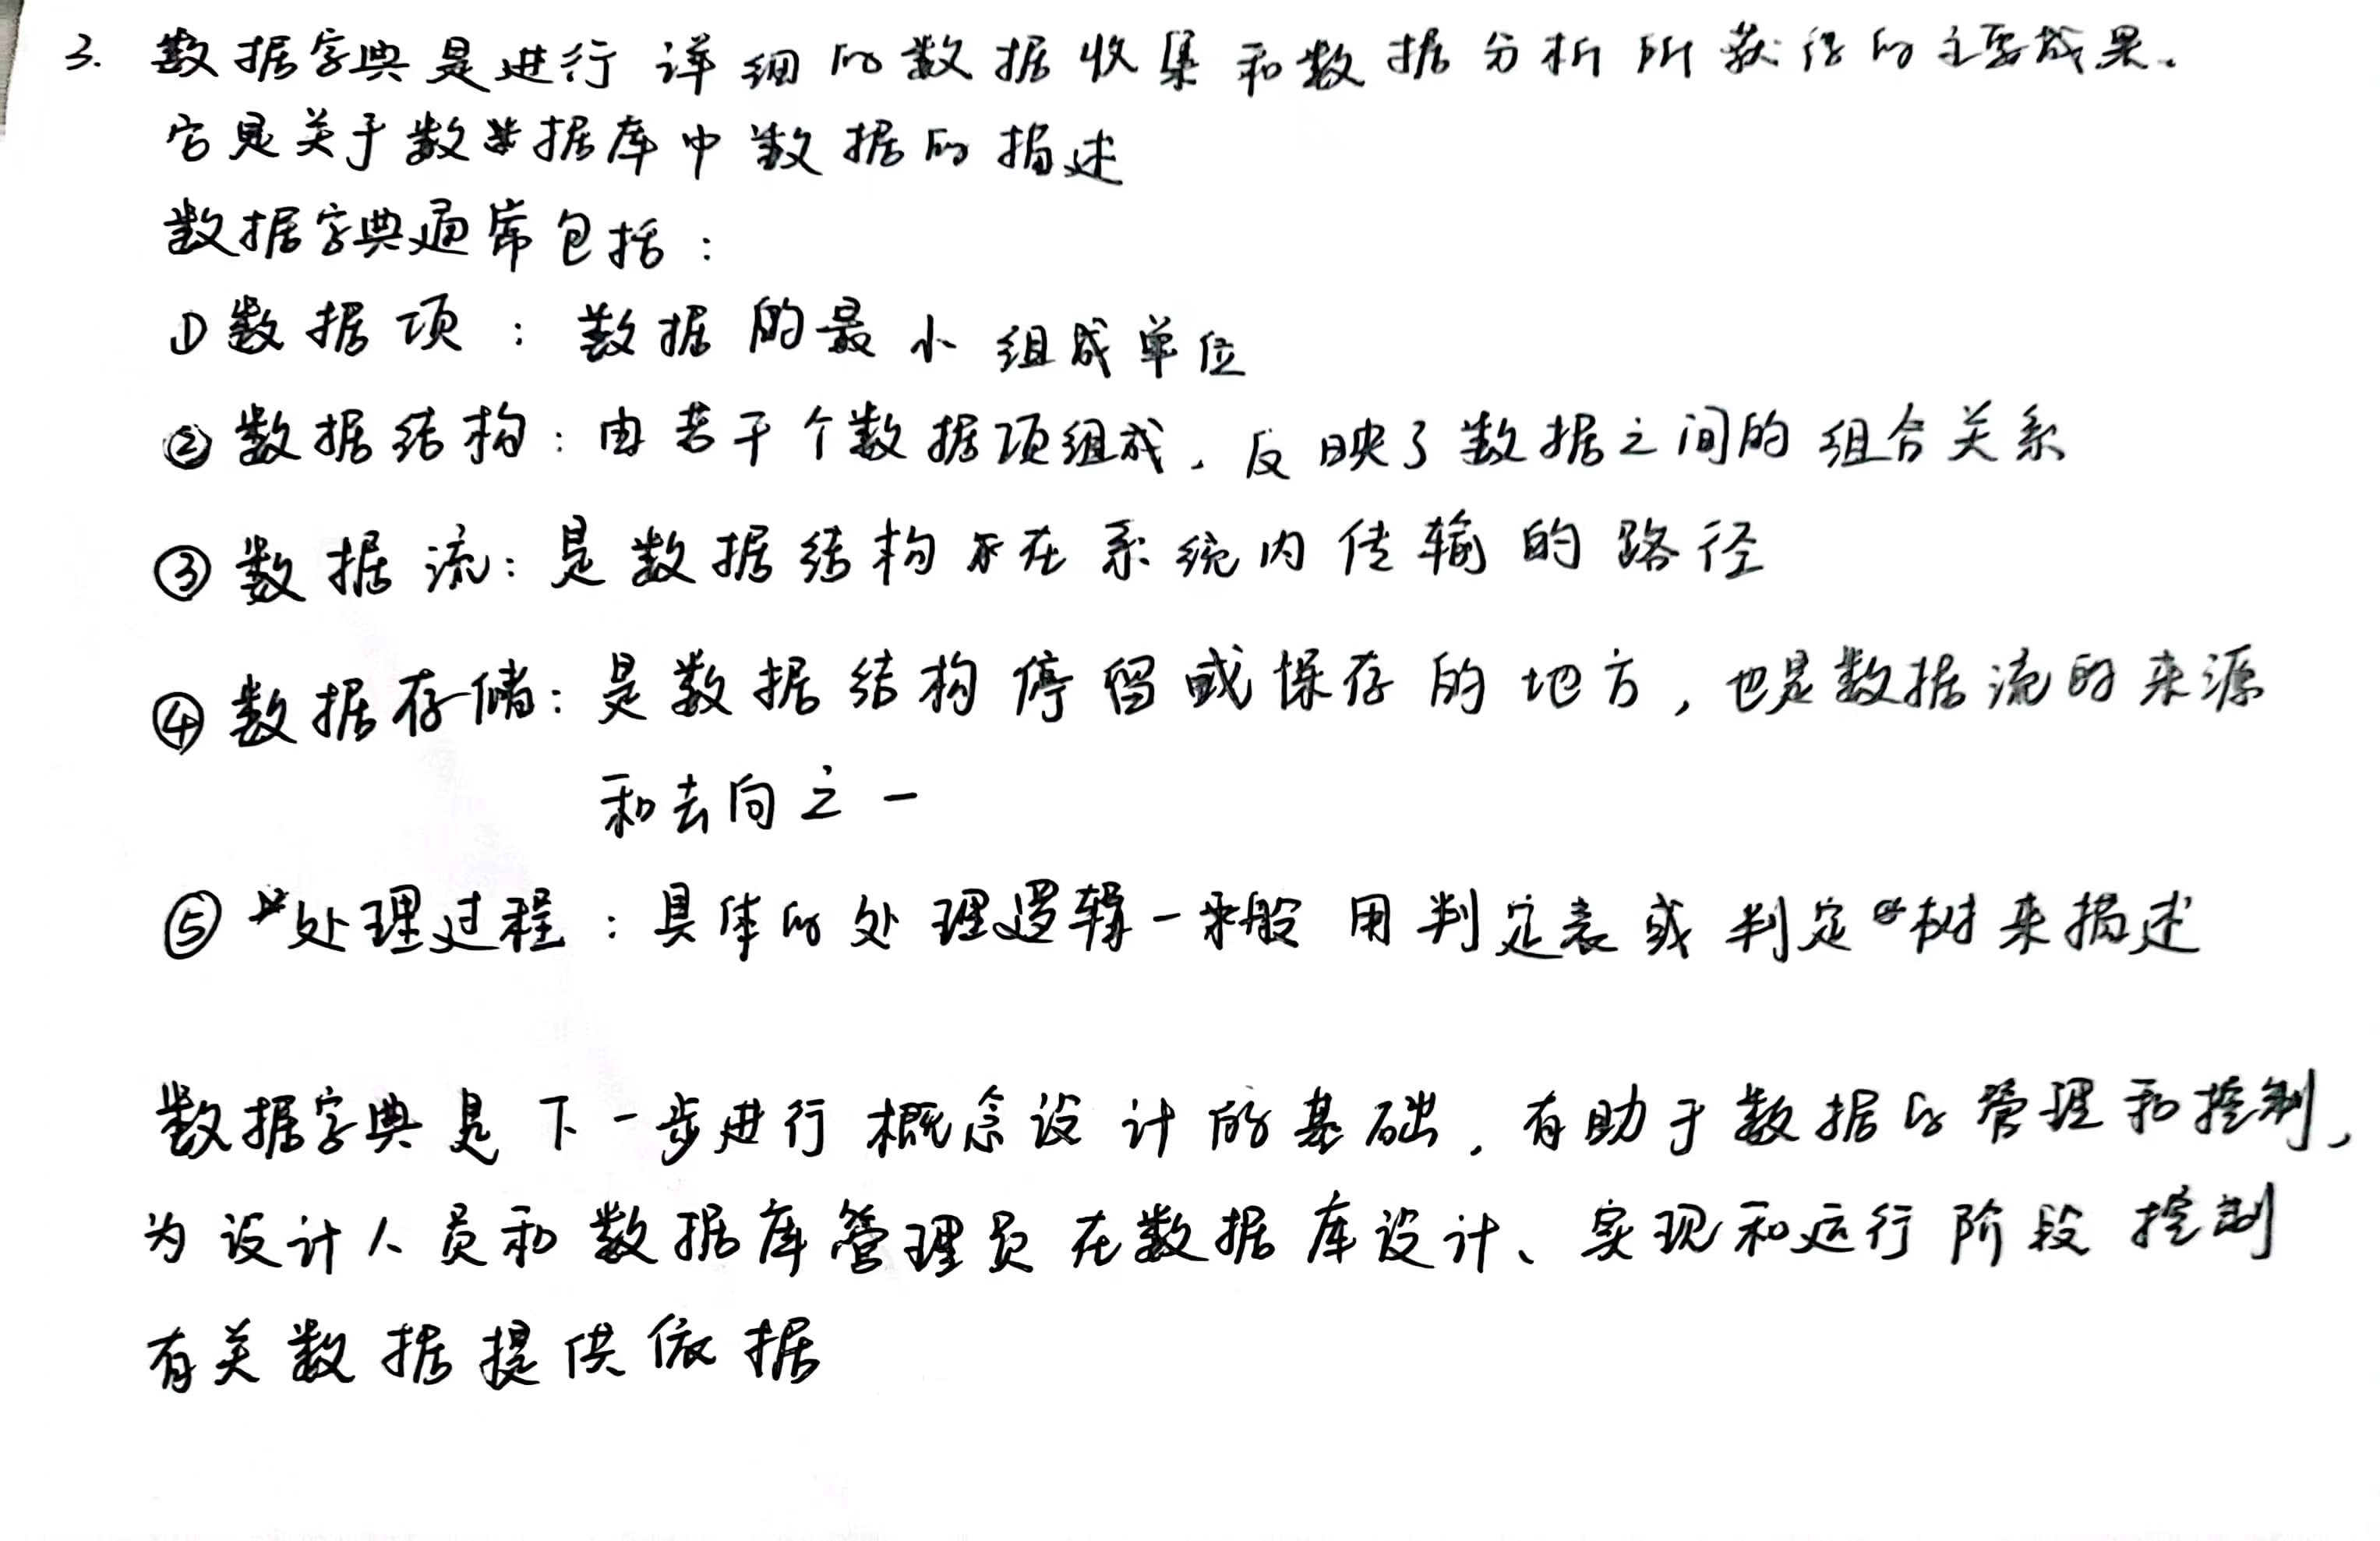 3. 数据字典是进行详细的数据收集和数据分析所获得的主要成果。
它是关于数据库中数据的描述
数据字典通常包括：
①数据项：数据的最小组成单位
②数据结构：由若干个数据项组成，反映了数据之间的组合关系
③数据流：是数据结构在系统内传输的路径
④数据存储：是数据结构停留或保存的地方，也是数据流的来源
和去向之一
⑤处理过程：具体的处理逻辑一般用判定表或判定树来描述
数据字典是下一步进行概念设计的基础，有助于数据的管理和控制，
为设计人员和数据库管理员在数据库设计、实现和运行阶段控制
有关数据提供依据